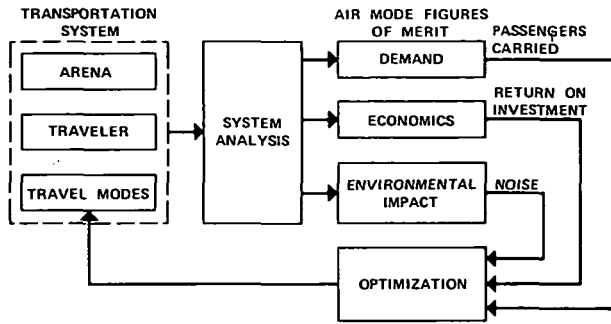 TRANSPORTATION
SYSTEM
ARENA
TRAVELER
TRAVEL MODES
SYSTEM
ANALYSIS
AIR MODE FIGURES
OF MERIT
DEMAND
ECONOMICS
ENVIRONMENTAL
IMPACT
OPTIMIZATION
PASSENGERS
CARRIED
RETURN ON
INVESTMENT
NOISE